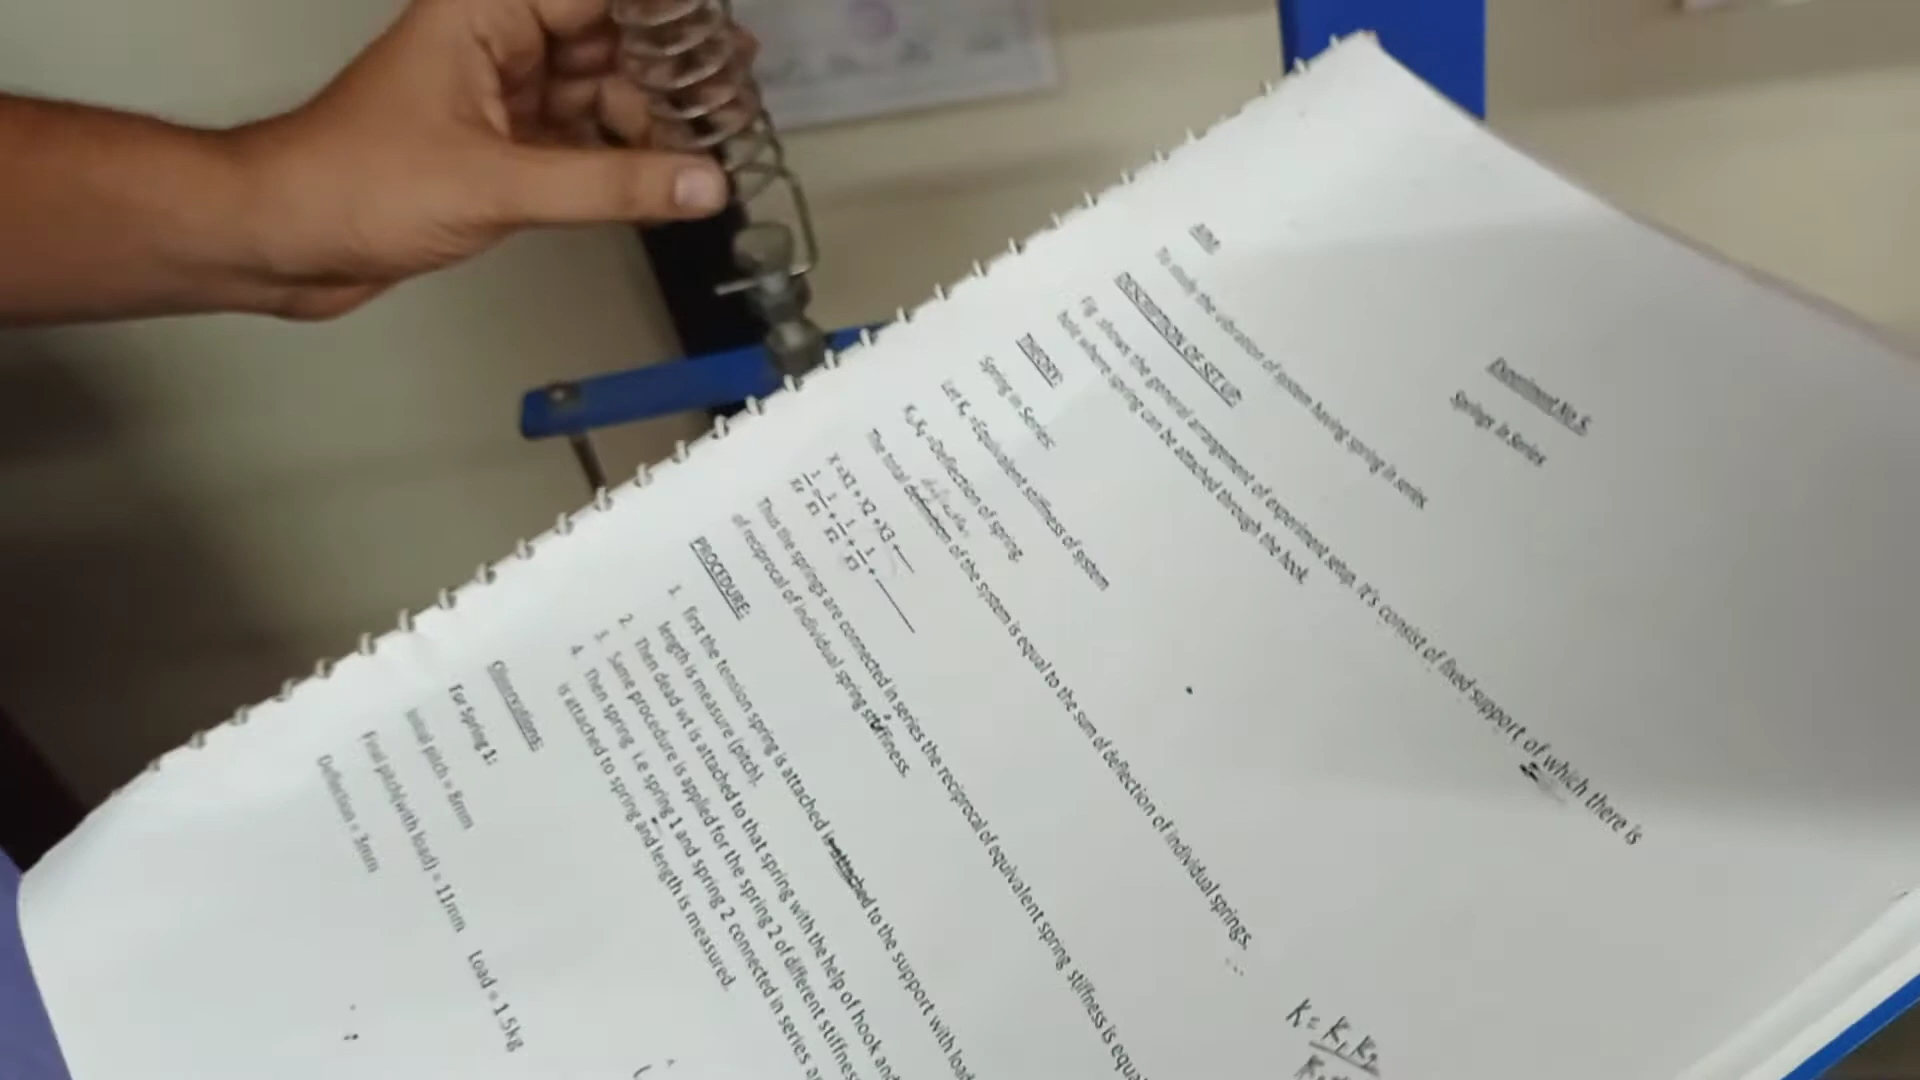 Experiment No. 5
Springs In Series
AIM:
To study the vibration of system having spring in series.
DESCRIPTION OF SET UP:
Fig. shows the general arrangement of experiment setup. It's consist of fixed support of which there is
hole where spring can be attached through the hook.
THEORY:
Spring in Series:
Let Ke =Equivalent stiffness of system
=Deflection of spring.
The total of the system is equal to the sum of deflection of individual springs.
X =X1 + X2 +X3
Thus the springs are connected in series the reciprocal of equivalent spring stiffness is equa
of reciprocal of individual spring stiffness.
PROCEDURE:
1. first the tension spring is attached is attached to the support with load
length is measure (pitch).
2. Then dead wt is attached to that spring with the help of hook and
3. Same procedure is applied for the spring 2 of different stiffness
4. Then spring i.e spring 1 and spring 2 connected in series
is attached to spring and length is measured.
Observations:
For Spring 1:
Initial pitch = 8mm
Final pitch(with load) = 11mm Load = 1.5kg
Deflection = 3mm
K =